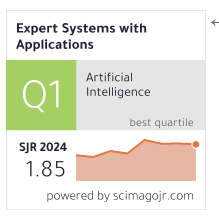 Expert Systems with
Applications
Q1
Artificial
Intelligence
best quartile
SJR 2024
1.85
powered by scimagojr.com